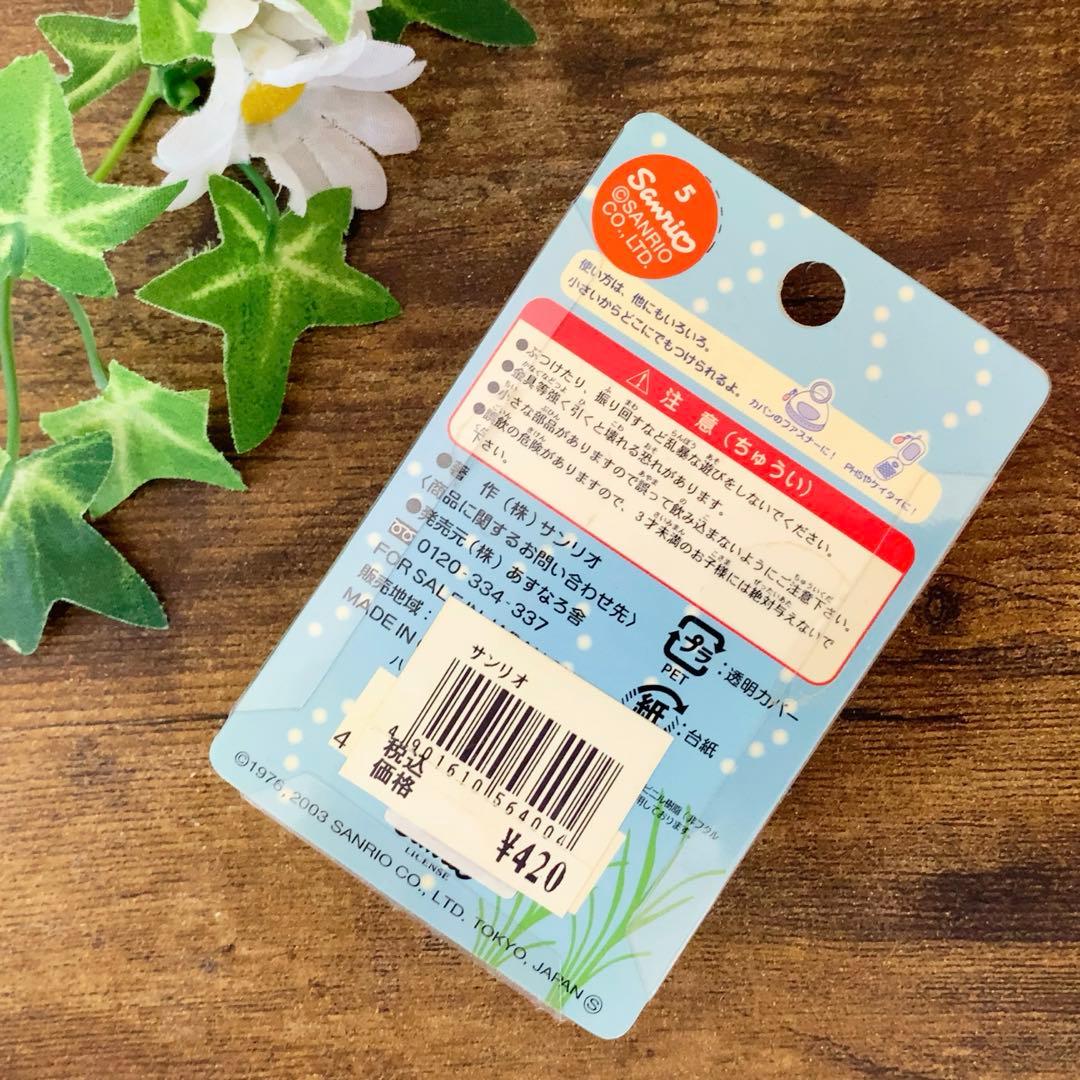 5
Sanrio
©SANRIO
CO., LTD.
使い方は、他にもいろいろ。
小さいからどこにでもつけられるよ。
カバンのファスナーに!
PHSやケイタイに!
注意(ちゅうい)
●ぶつけたり、振り回すなど乱暴な遊びをしないでください。
●金具等強く引くと壊れる恐れがあります。
●小さな部品がありますので誤って飲み込まないようにご注意下さい。
●誤飲の危険がありますので、3才未満のお子様には絶対与えないで
下さい。
●著 作(株)サンリオ
〈商品に関するお問い合わせ先〉
●発売元(株)あすなろ舎
0120-334-337
FOR SALE IN
販売地域:
MADE IN
プラ
PET
:透明カバー
紙
:台紙
サンリオ
4 901610 564004
税込
価格
¥420
4
LICENSE
©1976, 2003 SANRIO CO., LTD. TOKYO, JAPAN Ⓢ